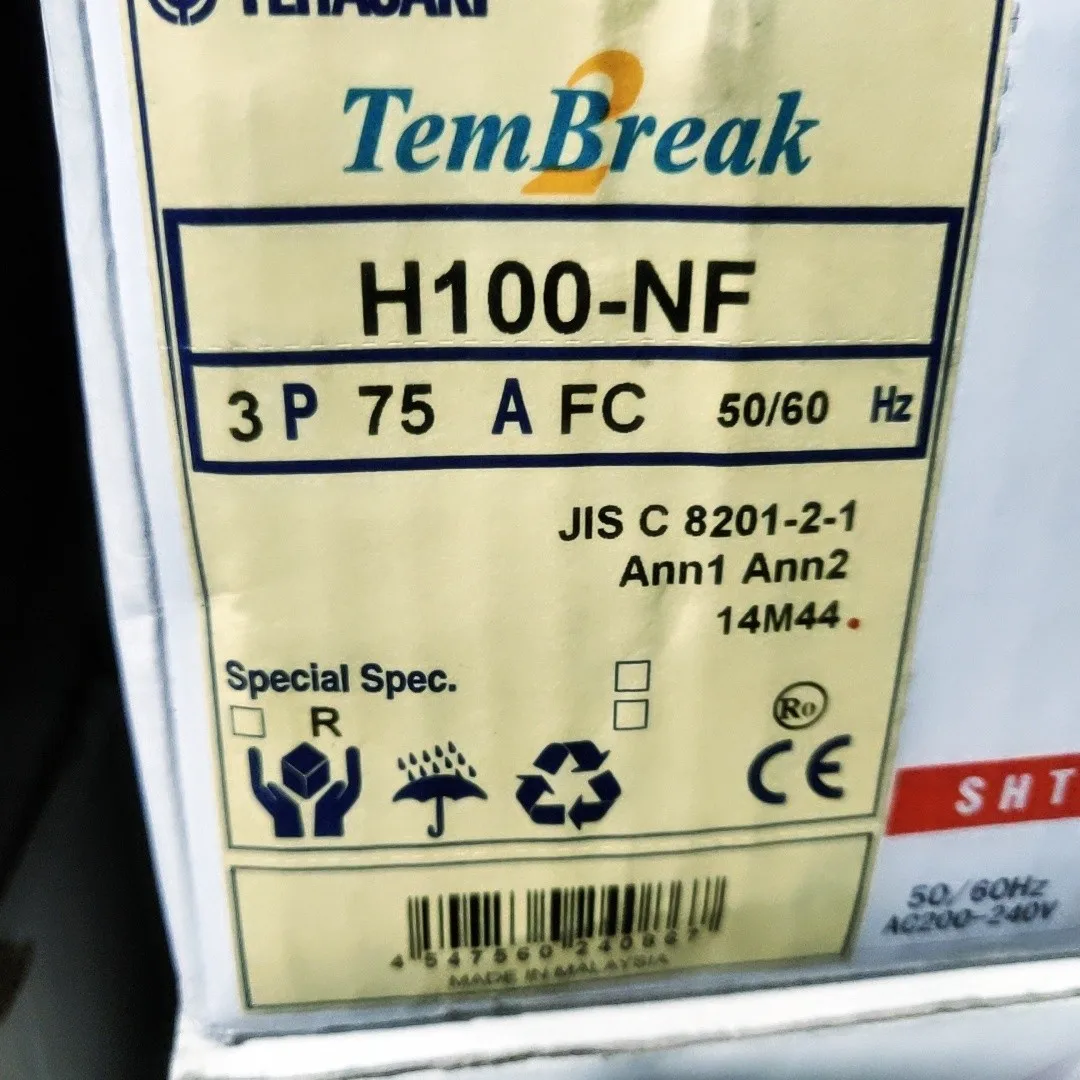 TERASAKI
TemBreak 2
H100-NF
3 P 75 A FC 50/60 Hz
JIS C 8201-2-1
Ann1 Ann2
14M44.
Special Spec.
R
Ro
CE
SHT
50/60Hz
AC200-240V
MADE IN MALAYSIA